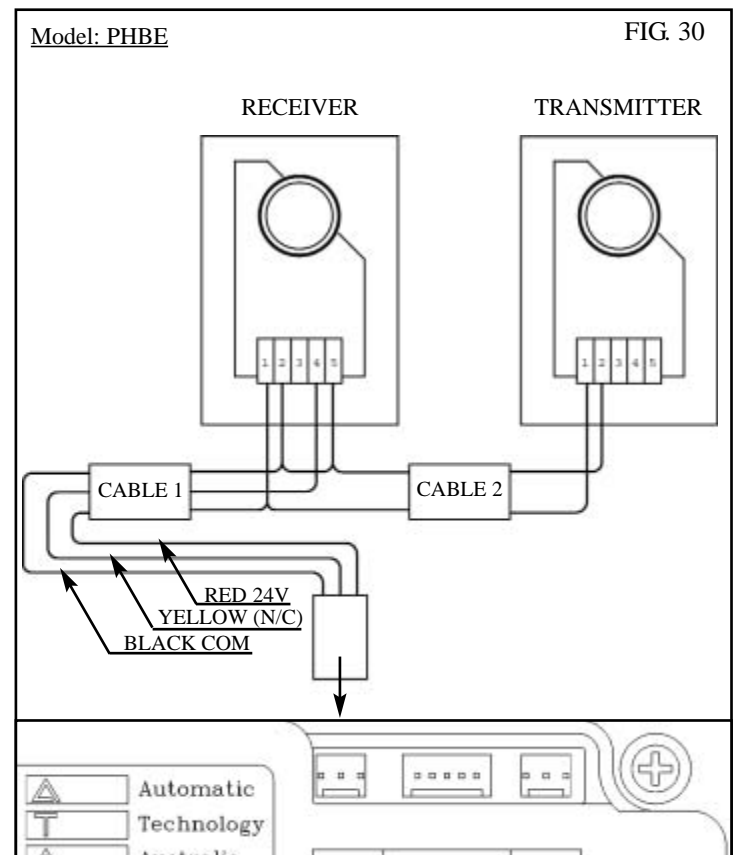 Model: PHBE
FIG. 30
RECEIVER
TRANSMITTER
1 2 3 4 5
1 2 3 4 5
CABLE 1
CABLE 2
RED 24V
YELLOW (N/C)
BLACK COM
A Automatic
T Technology